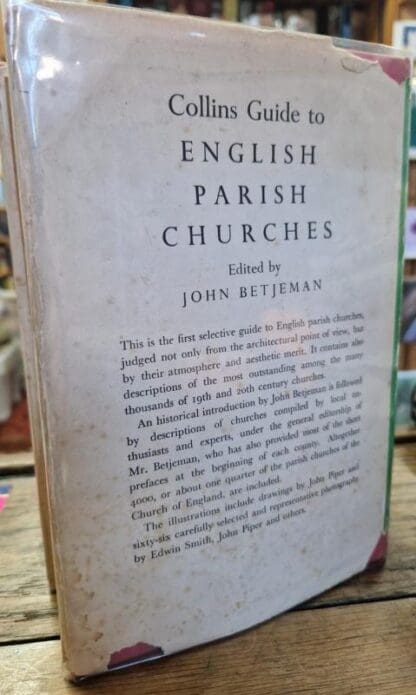 Collins Guide to
ENGLISH
PARISH
CHURCHES
Edited by
JOHN BETJEMAN
This is the first selective guide to English parish churches,
judged not only from the architectural point of view, but
by their atmosphere and aesthetic merit. It contains also
descriptions of the most outstanding among the many
thousands of 19th and 20th century churches.
An historical introduction by John Betjeman is followed
by descriptions of churches compiled by local en-
thusiasts and experts, under the general editorship of
Mr. Betjeman, who has also provided most of the short
prefaces at the beginning of each county. Altogether
4000, or about one quarter of the parish churches of the
Church of England, are included.
The illustrations include drawings by John Piper and
sixty-six carefully selected and representative photographs
by Edwin Smith, John Piper and others.